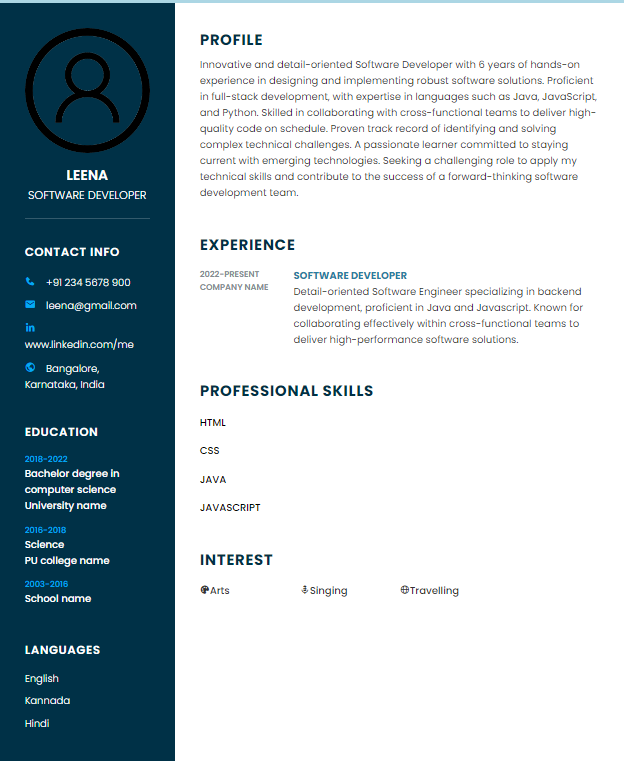 LEENA
SOFTWARE DEVELOPER
CONTACT INFO
+91 234 5678 900
leena@gmail.com
in
www.linkedin.com/me
Bangalore,
Karnataka, India
EDUCATION
2018-2022
Bachelor degree in
computer science
University name
2016-2018
Science
PU college name
2003-2016
School name
LANGUAGES
English
Kannada
Hindi
PROFILE
Innovative and detail-oriented Software Developer with 6 years of hands-on
experience in designing and implementing robust software solutions. Proficient
in full-stack development, with expertise in languages such as Java, JavaScript,
and Python. Skilled in collaborating with cross-functional teams to deliver high-
quality code on schedule. Proven track record of identifying and solving
complex technical challenges. A passionate learner committed to staying
current with emerging technologies. Seeking a challenging role to apply my
technical skills and contribute to the success of a forward-thinking software
development team.
EXPERIENCE
2022-PRESENT
COMPANY NAME
SOFTWARE DEVELOPER
Detail-oriented Software Engineer specializing in backend
development, proficient in Java and Javascript. Known for
collaborating effectively within cross-functional teams to
deliver high-performance software solutions.
PROFESSIONAL SKILLS
HTML
CSS
JAVA
JAVASCRIPT
INTEREST
Arts Singing Travelling